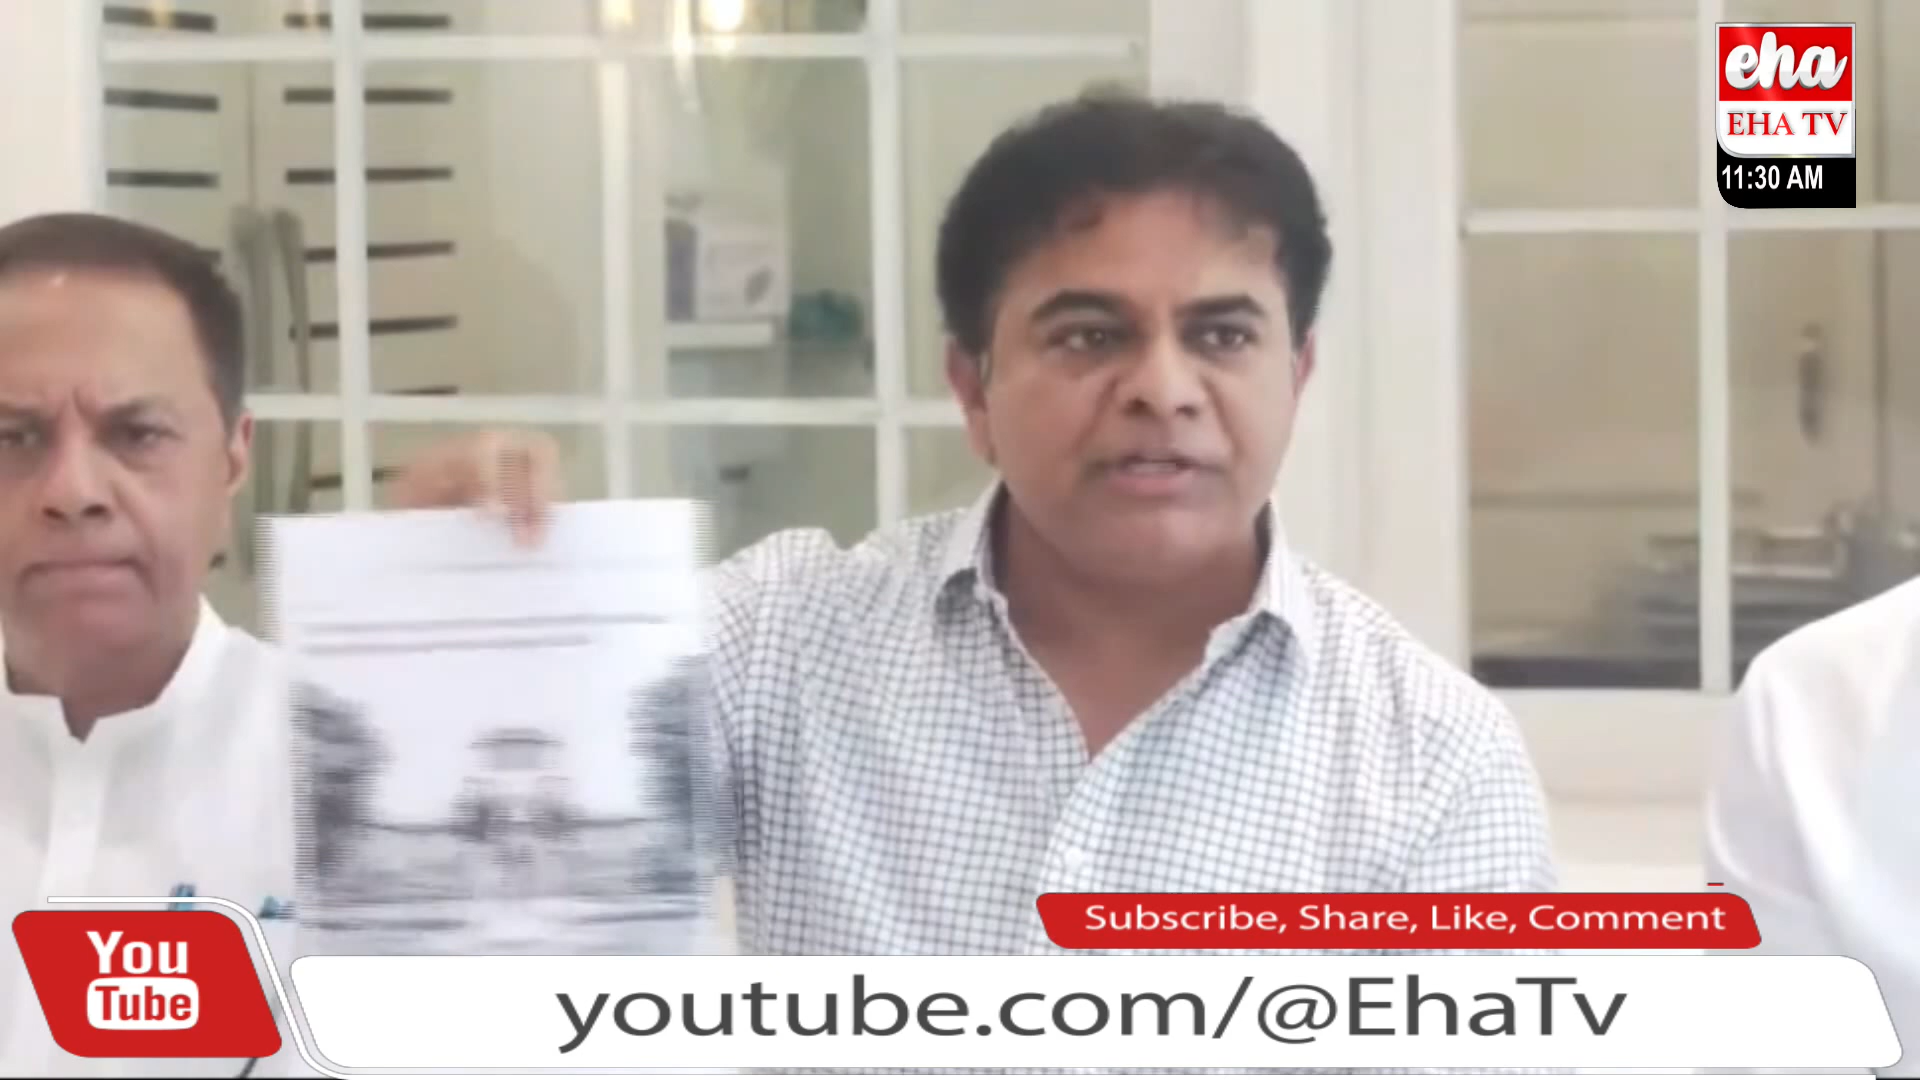 eha
EHA TV
11:30 AM
Subscribe, Share, Like, Comment
You
Tube
youtube.com/@EhaTv